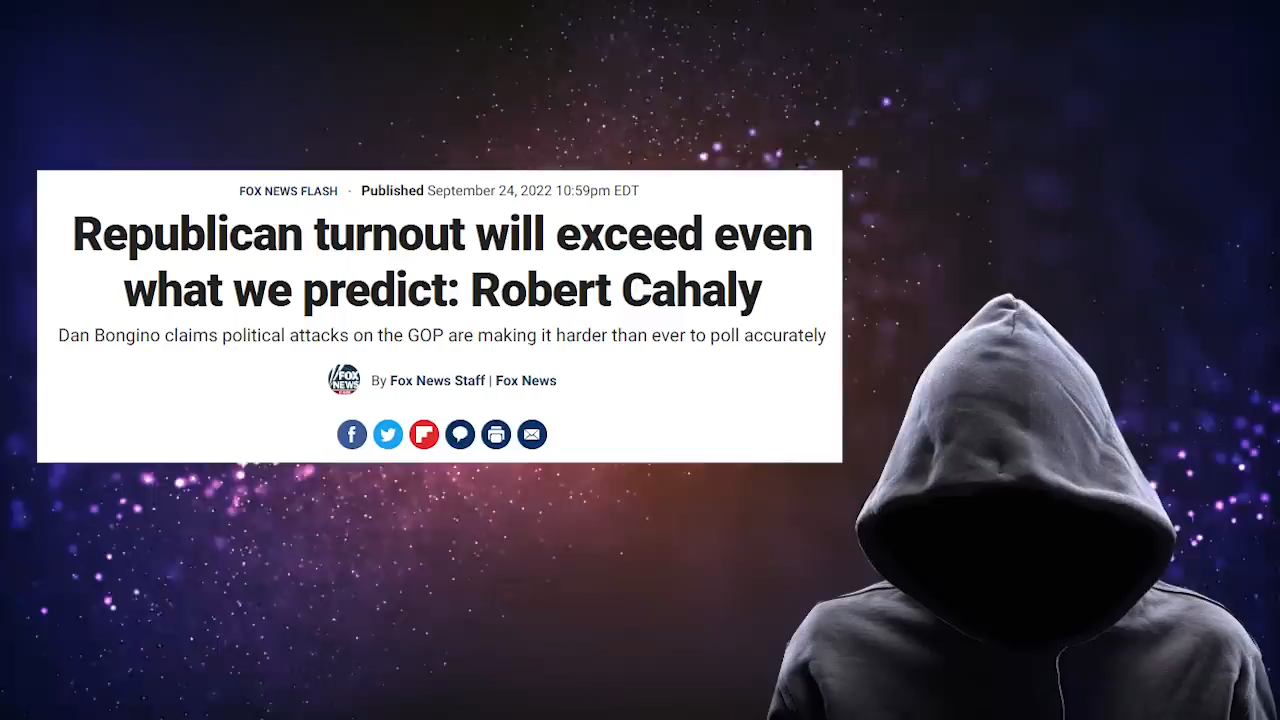 FOX NEWS FLASH · Published September 24, 2022 10:59pm EDT
Republican turnout will exceed even
what we predict: Robert Cahaly
Dan Bongino claims political attacks on the GOP are making it harder than ever to poll accurately
FOX
NEWS
By Fox News Staff | Fox News